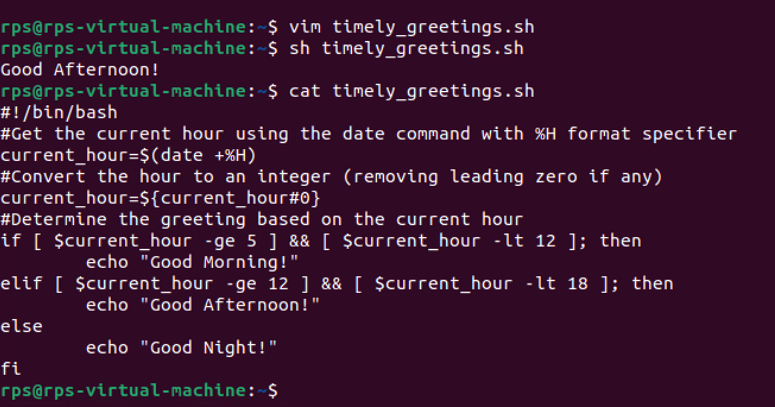 rps@rps-virtual-machine:~$ vim timely_greetings.sh
rps@rps-virtual-machine:~$ sh timely_greetings.sh
Good Afternoon!
rps@rps-virtual-machine:~$ cat timely_greetings.sh
#!/bin/bash
#Get the current hour using the date command with %H format specifier
current_hour=$(date +%H)
#Convert the hour to an integer (removing leading zero if any)
current_hour=${current_hour#0}
#Determine the greeting based on the current hour
if [ $current_hour -ge 5 ] && [ $current_hour -lt 12 ]; then
        echo "Good Morning!"
elif [ $current_hour -ge 12 ] && [ $current_hour -lt 18 ]; then
        echo "Good Afternoon!"
else
        echo "Good Night!"
fi
rps@rps-virtual-machine:~$